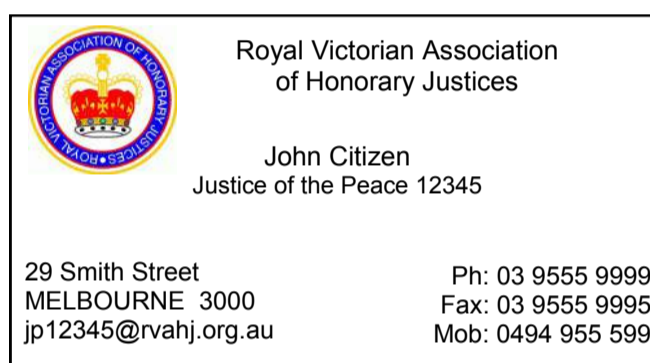 ROYAL VICTORIAN ASSOCIATION OF HONORARY JUSTICES
Royal Victorian Association
of Honorary Justices
John Citizen
Justice of the Peace 12345
29 Smith Street
MELBOURNE 3000
jp12345@rvahj.org.au
Ph: 03 9555 9999
Fax: 03 9555 9995
Mob: 0494 955 599